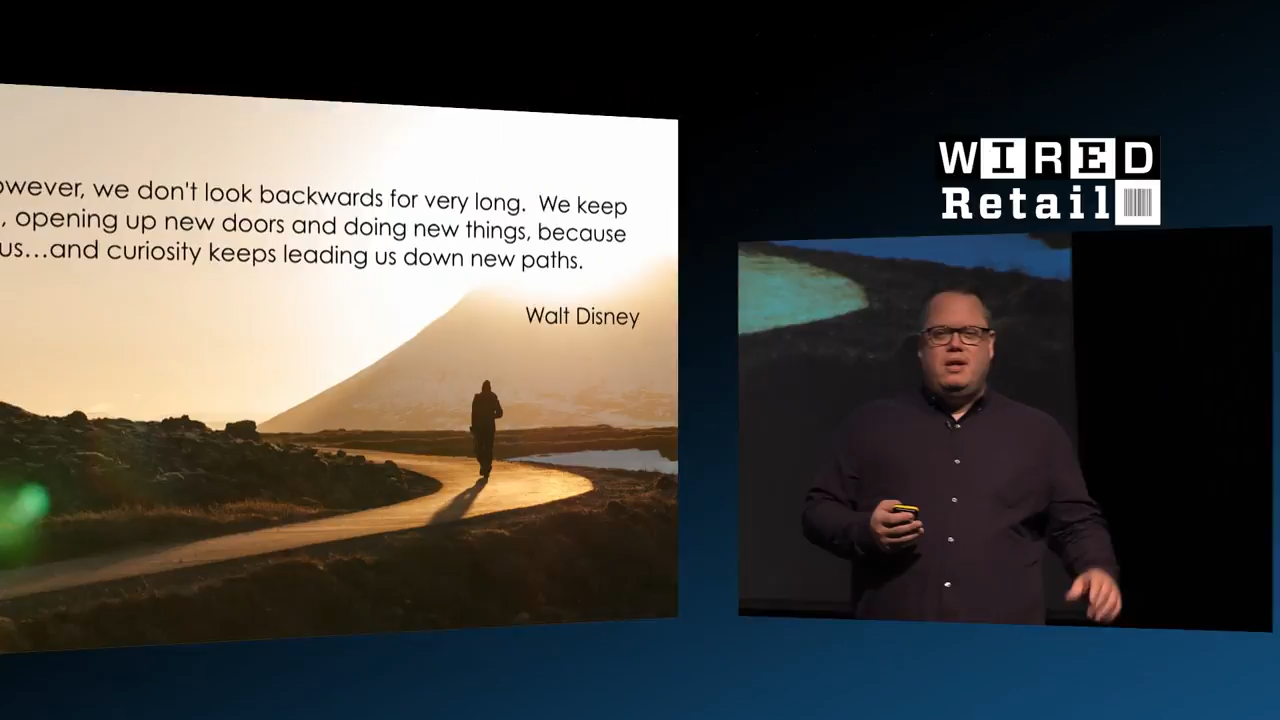 owever, we don't look backwards for very long.  We keep
, opening up new doors and doing new things, because
us…and curiosity keeps leading us down new paths.
Walt Disney
WIRED
Retail